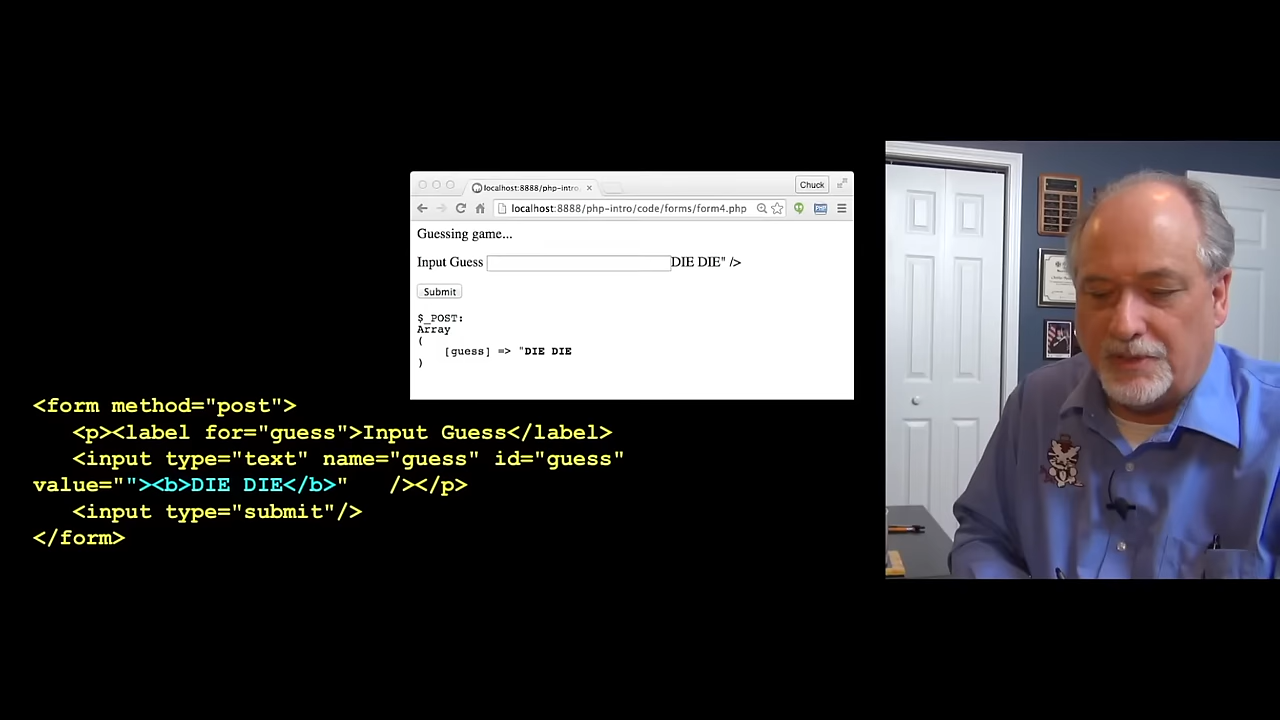 localhost:8888/php-intro
Chuck
localhost:8888/php-intro/code/forms/form4.php
Guessing game...
Input Guess DIE DIE" />
Submit
$_POST:
Array
(
[guess] => "DIE DIE
)
<form method="post">
<p><label for="guess">Input Guess</label>
<input type="text" name="guess" id="guess"
value=""><b>DIE DIE</b>" /></p>
<input type="submit"/>
</form>